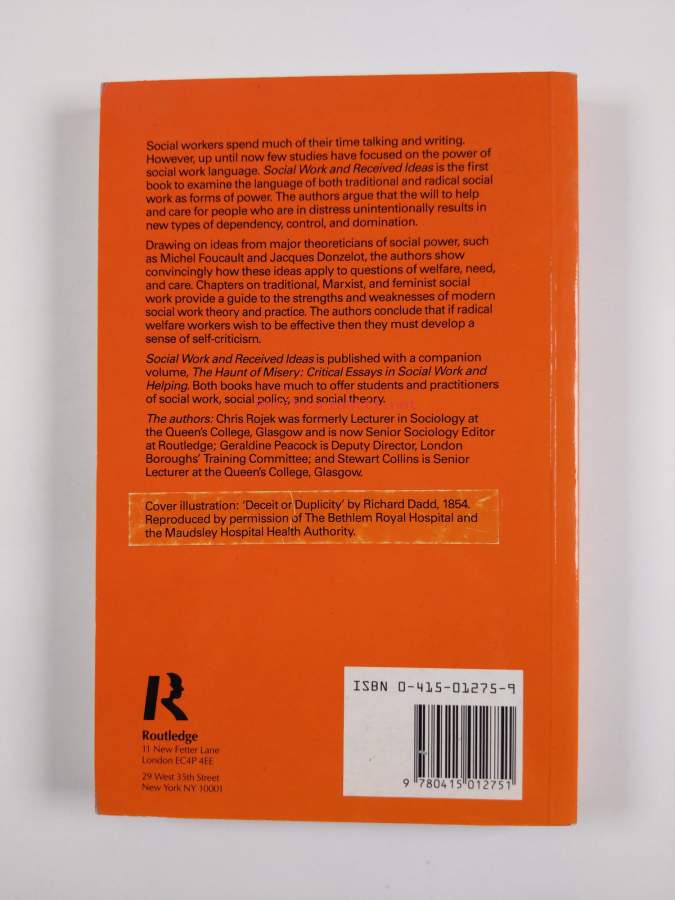 Social workers spend much of their time talking and writing.
However, up until now few studies have focused on the power of
social work language. Social Work and Received Ideas is the first
book to examine the language of both traditional and radical social
work as forms of power. The authors argue that the will to help
and care for people who are in distress unintentionally results in
new types of dependency, control, and domination.
Drawing on ideas from major theoreticians of social power, such
as Michel Foucault and Jacques Donzelot, the authors show
convincingly how these ideas apply to questions of welfare, need,
and care. Chapters on traditional, Marxist, and feminist social
work provide a guide to the strengths and weaknesses of modern
social work theory and practice. The authors conclude that if radical
welfare workers wish to be effective then they must develop a
sense of self-criticism.
Social Work and Received Ideas is published with a companion
volume, The Haunt of Misery: Critical Essays in Social Work and
Helping. Both books have much to offer students and practitioners
of social work, social policy, and social theory.
The authors: Chris Rojek was formerly Lecturer in Sociology at
the Queen's College, Glasgow and is now Senior Sociology Editor
at Routledge; Geraldine Peacock is Deputy Director, London
Boroughs' Training Committee; and Stewart Collins is Senior
Lecturer at the Queen's College, Glasgow.
Cover illustration: 'Deceit or Duplicity' by Richard Dadd, 1854.
Reproduced by permission of The Bethlem Royal Hospital and
the Maudsley Hospital Health Authority.
ISBN 0-415-01275-9
9 780415 012751
Routledge
11 New Fetter Lane
London EC4P 4EE
29 West 35th Street
New York NY 10001